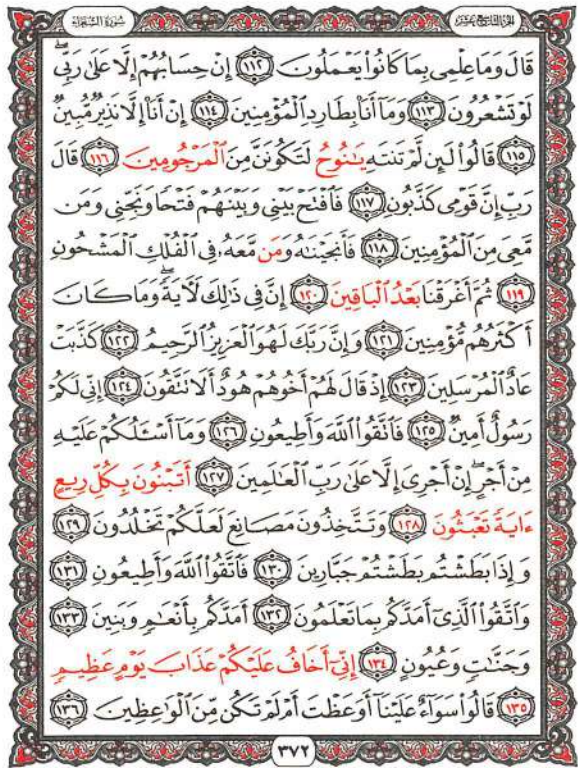 الجزء التاسع عشر
سورة الشعراء
قَالَ وَمَا عِلْمِى بِمَا كَانُوا۟ يَعْمَلُونَ ﴿١١٢﴾ إِنْ حِسَابُهُمْ إِلَّا عَلَىٰ رَبِّى ۖ
لَوْ تَشْعُرُونَ ﴿١١٣﴾ وَمَآ أَنَا۠ بِطَارِدِ ٱلْمُؤْمِنِينَ ﴿١١٤﴾ إِنْ أَنَا۠ إِلَّا نَذِيرٌ مُّبِينٌ
﴿١١٥﴾ قَالُوا۟ لَئِن لَّمْ تَنتَهِ يَـٰنُوحُ لَتَكُونَنَّ مِنَ ٱلْمَرْجُومِينَ ﴿١١٦﴾ قَالَ
رَبِّ إِنَّ قَوْمِى كَذَّبُونِ ﴿١١٧﴾ فَٱفْتَحْ بَيْنِى وَبَيْنَهُمْ فَتْحًا وَنَجِّنِى وَمَن
مَّعِىَ مِنَ ٱلْمُؤْمِنِينَ ﴿١١٨﴾ فَأَنجَيْنَـٰهُ وَمَن مَّعَهُۥ فِى ٱلْفُلْكِ ٱلْمَشْحُونِ
﴿١١٩﴾ ثُمَّ أَغْرَقْنَا بَعْدُ ٱلْبَاقِينَ ﴿١٢٠﴾ إِنَّ فِى ذَٰلِكَ لَـَٔايَةً ۖ وَمَا كَانَ
أَكْثَرُهُم مُّؤْمِنِينَ ﴿١٢١﴾ وَإِنَّ رَبَّكَ لَهُوَ ٱلْعَزِيزُ ٱلرَّحِيمُ ﴿١٢٢﴾ كَذَّبَتْ
عَادٌ ٱلْمُرْسَلِينَ ﴿١٢٣﴾ إِذْ قَالَ لَهُمْ أَخُوهُمْ هُودٌ أَلَا تَتَّقُونَ ﴿١٢٤﴾ إِنِّى لَكُمْ
رَسُولٌ أَمِينٌ ﴿١٢٥﴾ فَٱتَّقُوا۟ ٱللَّهَ وَأَطِيعُونِ ﴿١٢٦﴾ وَمَآ أَسْـَٔلُكُمْ عَلَيْهِ
مِنْ أَجْرٍ ۖ إِنْ أَجْرِىَ إِلَّا عَلَىٰ رَبِّ ٱلْعَـٰلَمِينَ ﴿١٢٧﴾ أَتَبْنُونَ بِكُلِّ رِيعٍ
ءَايَةً تَعْبَثُونَ ﴿١٢٨﴾ وَتَتَّخِذُونَ مَصَانِعَ لَعَلَّكُمْ تَخْلُدُونَ ﴿١٢٩﴾
وَإِذَا بَطَشْتُم بَطَشْتُمْ جَبَّارِينَ ﴿١٣٠﴾ فَٱتَّقُوا۟ ٱللَّهَ وَأَطِيعُونِ ﴿١٣١﴾
وَٱتَّقُوا۟ ٱلَّذِىٓ أَمَدَّكُم بِمَا تَعْلَمُونَ ﴿١٣٢﴾ أَمَدَّكُم بِأَنْعَـٰمٍ وَبَنِينَ ﴿١٣٣﴾
وَجَنَّـٰتٍ وَعُيُونٍ ﴿١٣٤﴾ إِنِّىٓ أَخَافُ عَلَيْكُمْ عَذَابَ يَوْمٍ عَظِيمٍ
﴿١٣٥﴾ قَالُوا۟ سَوَآءٌ عَلَيْنَآ أَوَعَظْتَ أَمْ لَمْ تَكُن مِّنَ ٱلْوَٰعِظِينَ ﴿١٣٦﴾
٣٧٢